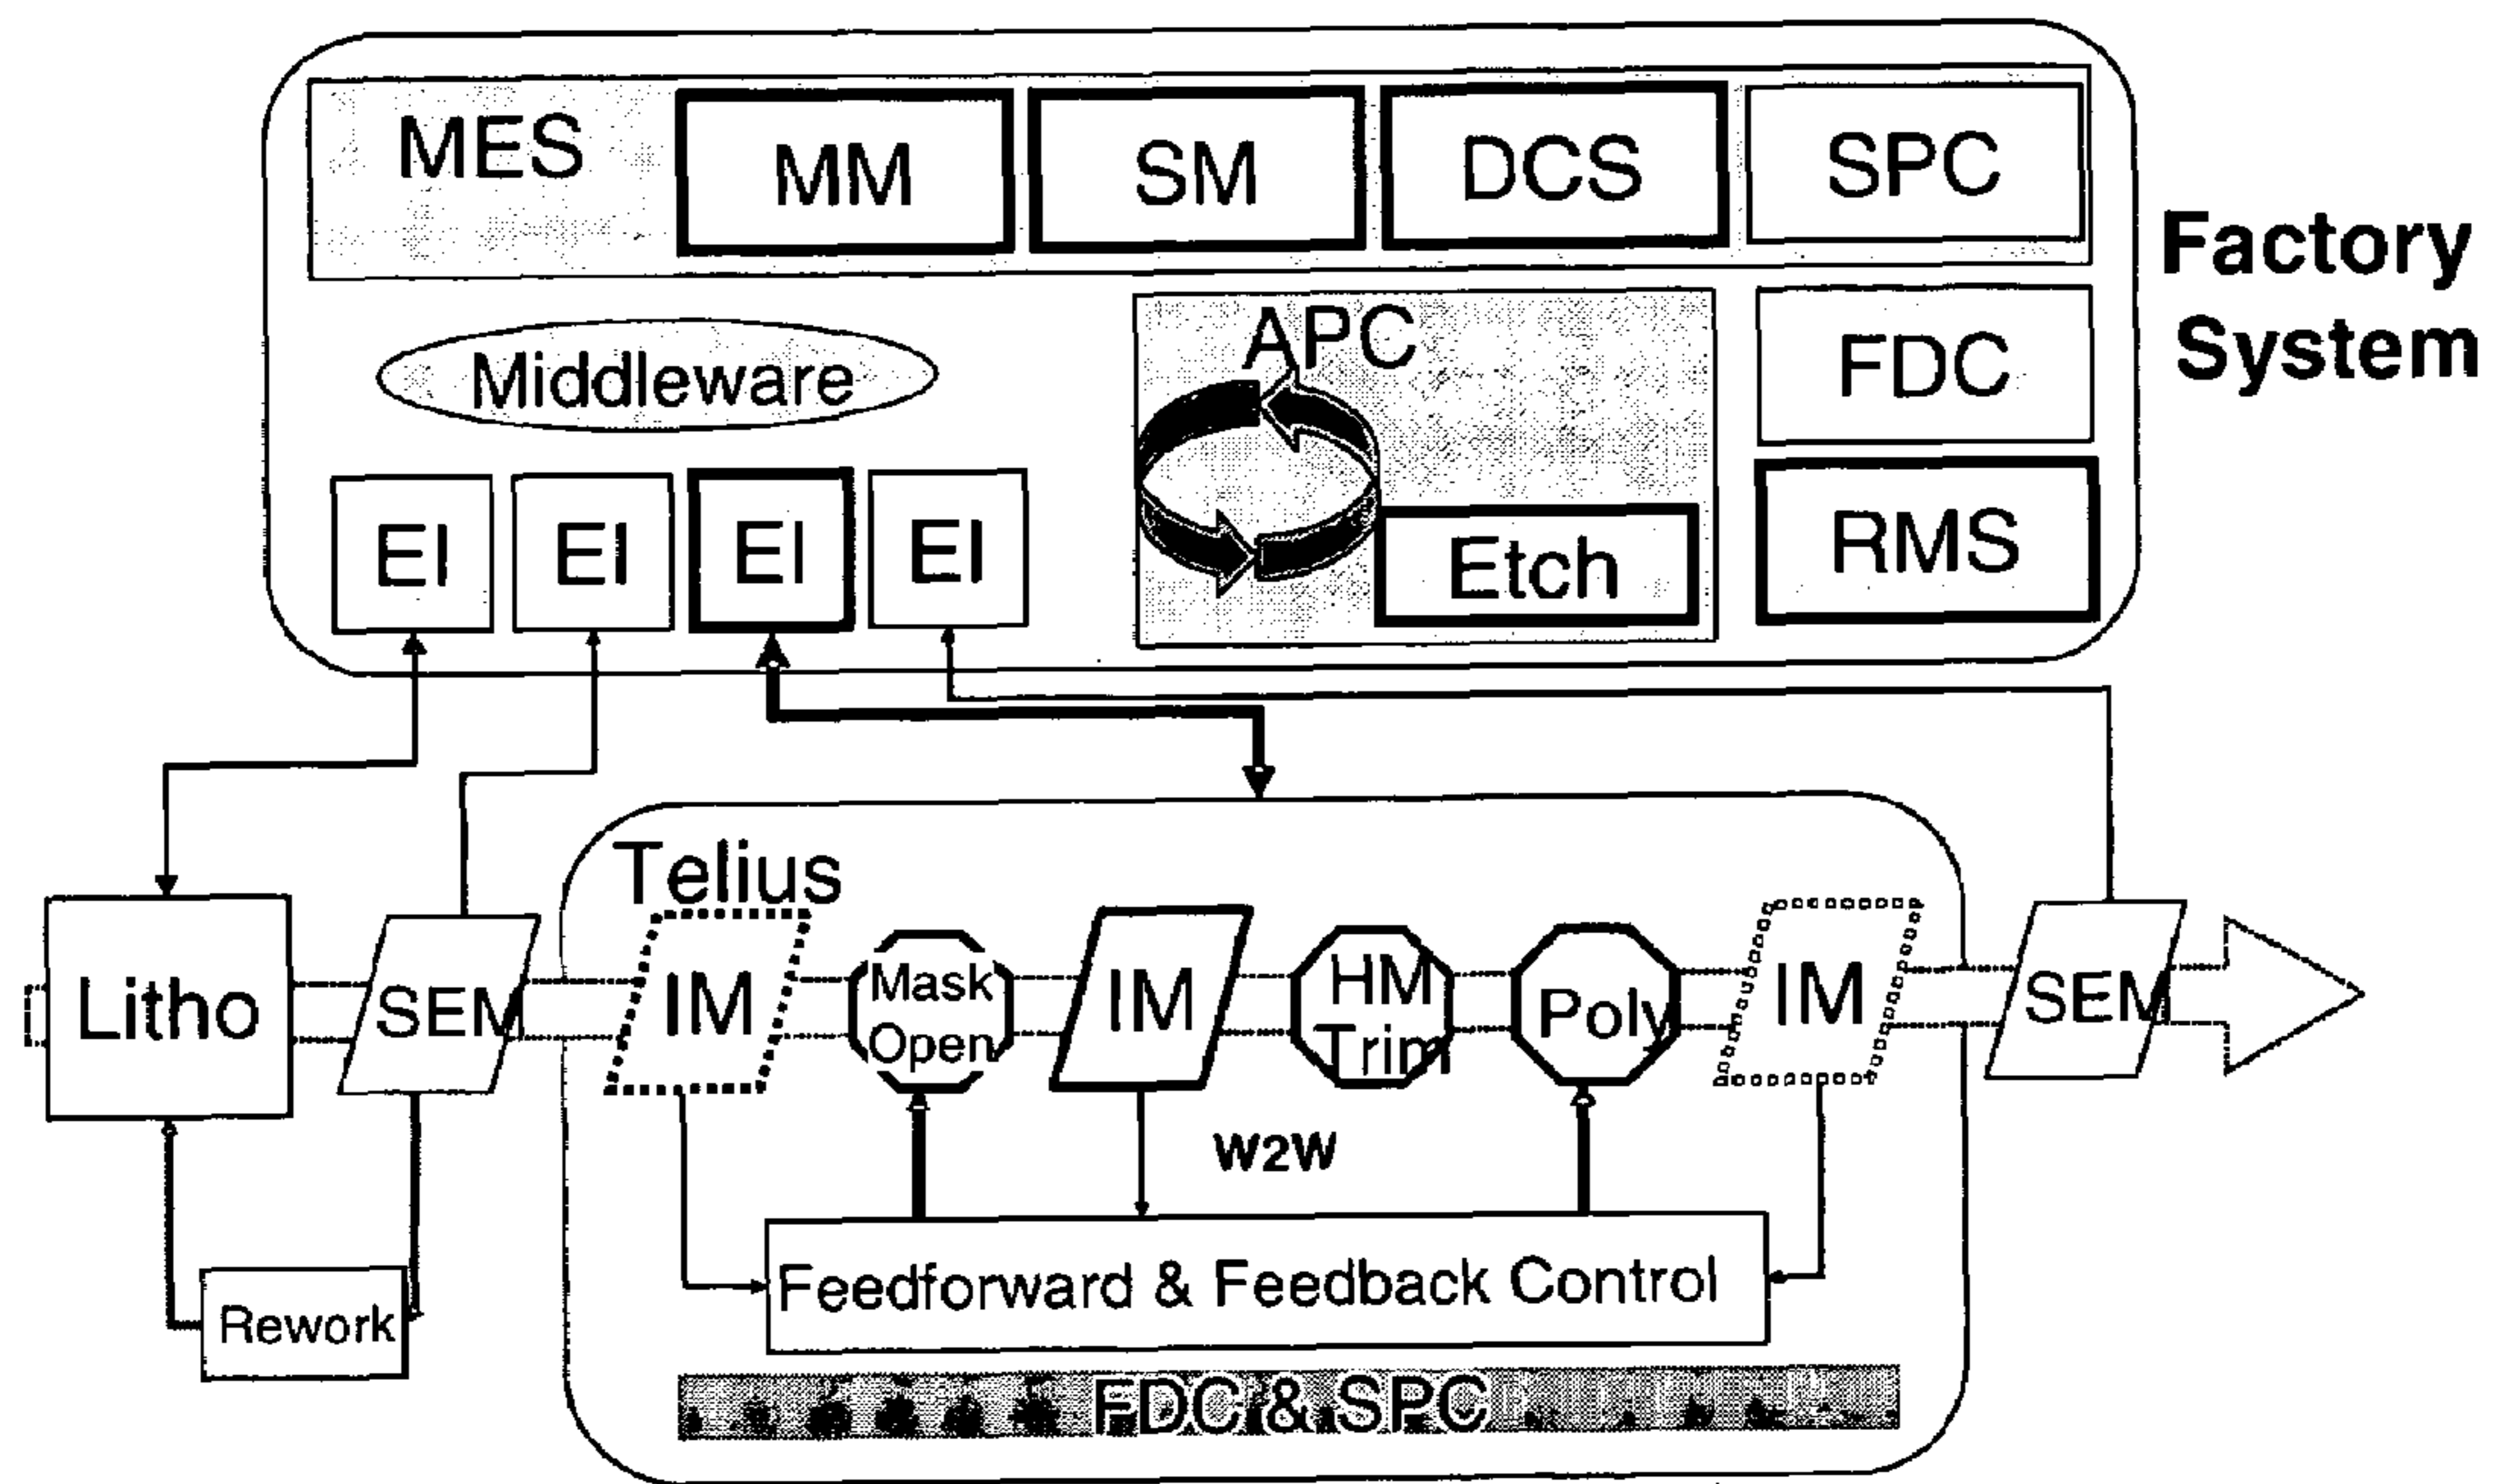 MES
MM
SM
DCS
SPC
Factory
System
Middleware
APC
FDC
EI
EI
EI
EI
Etch
RMS
Telius
Litho
SEM
IM
Mask
Open
IM
HM
Trim
Poly
IM
SEM
W2W
Feedforward & Feedback Control
Rework
FDC & SPC